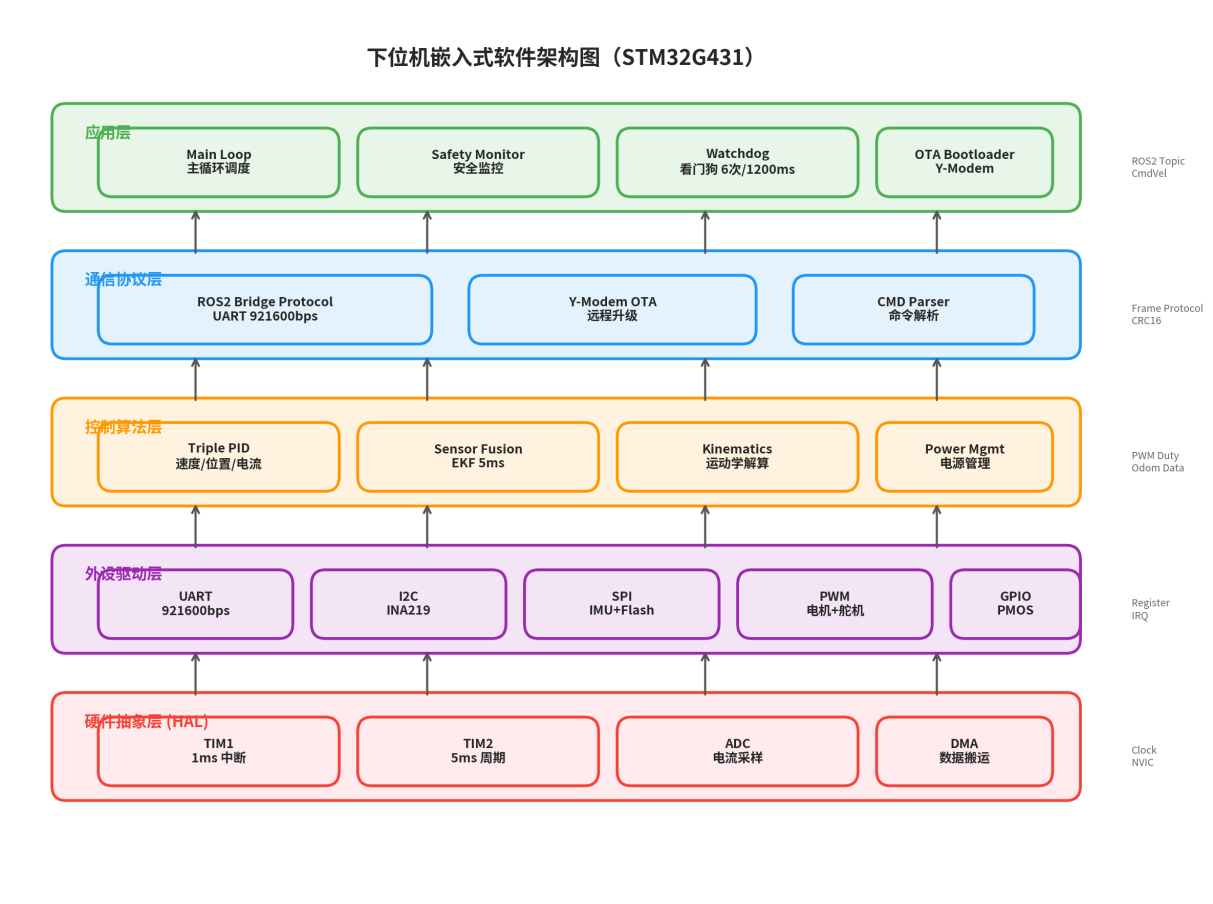 下位机嵌入式软件架构图（STM32G431）
应用层
Main Loop
主循环调度
Safety Monitor
安全监控
Watchdog
看门狗 6次/1200ms
OTA Bootloader
Y-Modem
ROS2 Topic
CmdVel
通信协议层
ROS2 Bridge Protocol
UART 921600bps
Y-Modem OTA
远程升级
CMD Parser
命令解析
Frame Protocol
CRC16
控制算法层
Triple PID
速度/位置/电流
Sensor Fusion
EKF 5ms
Kinematics
运动学解算
Power Mgmt
电源管理
PWM Duty
Odom Data
外设驱动层
UART
921600bps
I2C
INA219
SPI
IMU+Flash
PWM
电机+舵机
GPIO
PMOS
Register
IRQ
硬件抽象层 (HAL)
TIM1
1ms 中断
TIM2
5ms 周期
ADC
电流采样
DMA
数据搬运
Clock
NVIC